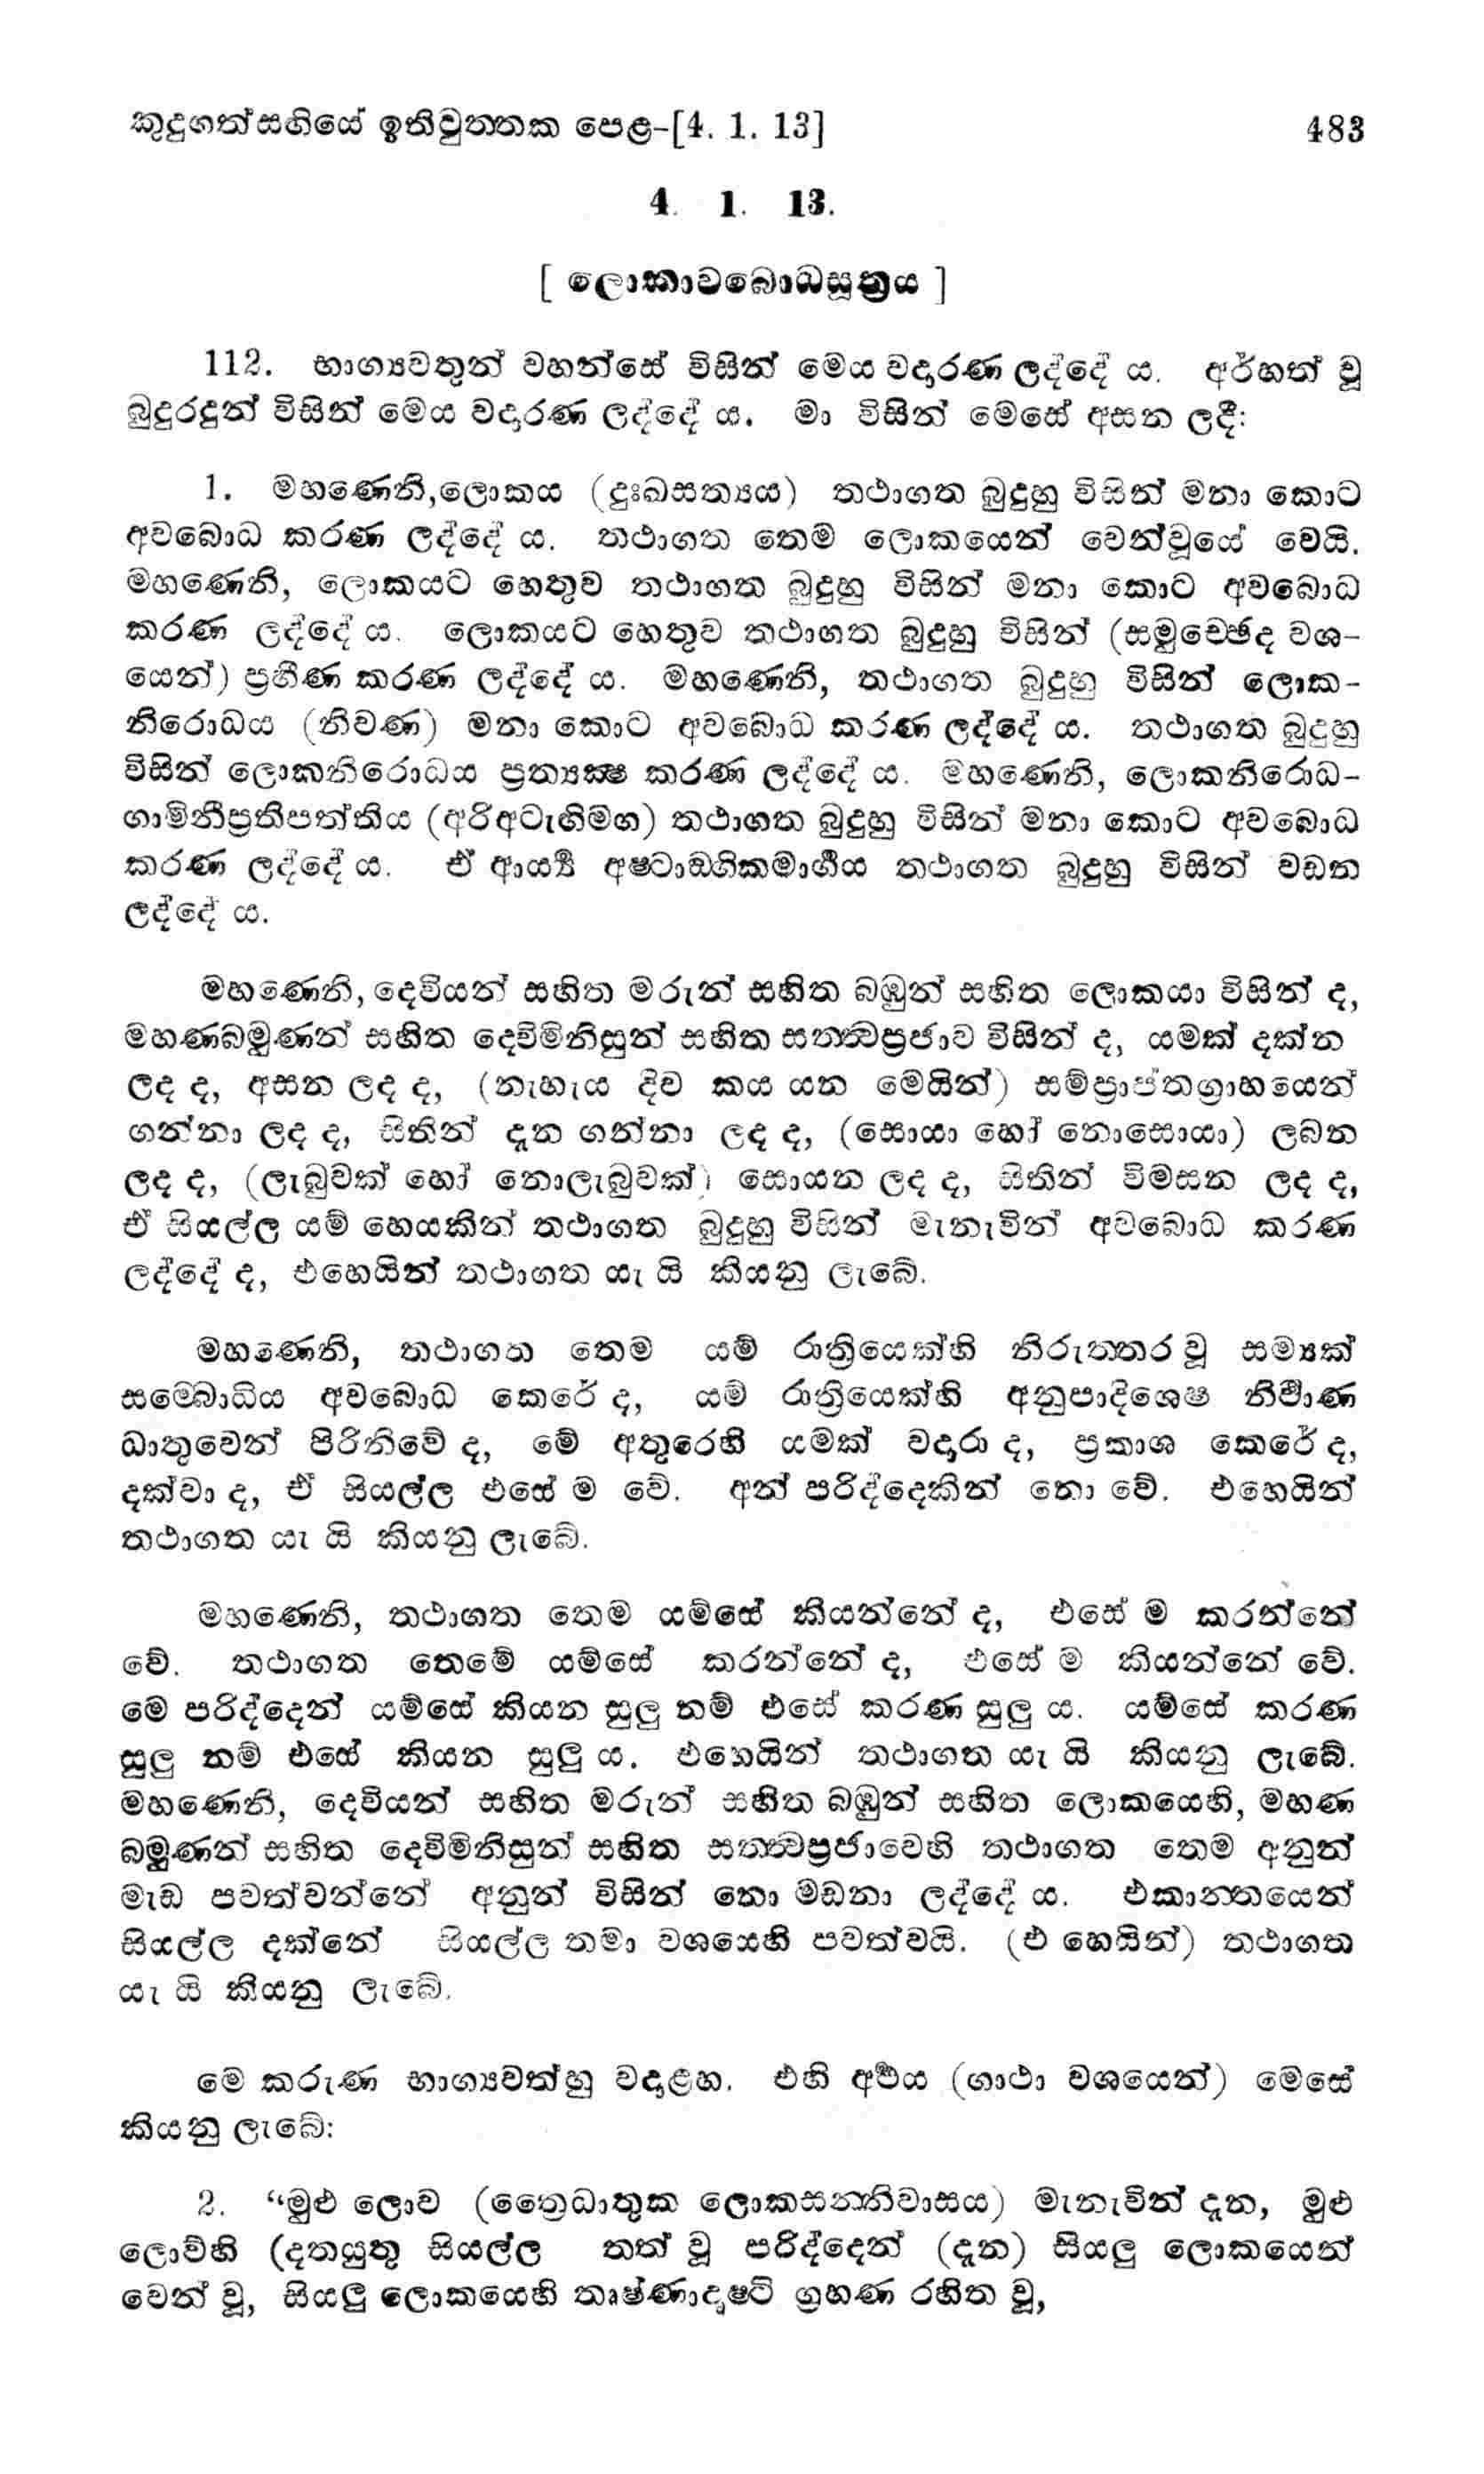 කුදුගත්සඟියේ ඉතිවුත්තක පෙළ-[4. 1. 13] 483
4. 1. 13.
[ ලොකාවබොධසූත්‍රය ]
112. භාග්‍යවතුන් වහන්සේ විසින් මෙය වදාරණ ලද්දේ ය. අර්හත් වූ
බුදුරදුන් විසින් මෙය වදාරණ ලද්දේ ය. මා විසින් මෙසේ අසන ලදී:
1. මහණෙනි,ලොකය (දුඃඛසත්‍යය) තථාගත බුදුහු විසින් මනා කොට
අවබොධ කරණ ලද්දේ ය. තථාගත තෙම ලොකයෙන් වෙන්වූයේ වෙයි.
මහණෙනි, ලොකයට හෙතුව තථාගත බුදුහු විසින් මනා කොට අවබොධ
කරණ ලද්දේ ය. ලොකයට හෙතුව තථාගත බුදුහු විසින් (සමුච්ඡෙද වශ-
යෙන්) ප්‍රහීණ කරණ ලද්දේ ය. මහණෙනි, තථාගත බුදුහු විසින් ලොක-
නිරොධය (නිවණ) මනා කොට අවබොධ කරණ ලද්දේ ය. තථාගත බුදුහු
විසින් ලොකනිරොධය ප්‍රත්‍යක්‍ෂ කරණ ලද්දේ ය. මහණෙනි, ලොකනිරොධ-
ගාමිනීප්‍රතිපත්තිය (අරිඅටැඟිමඟ) තථාගත බුදුහු විසින් මනා කොට අවබොධ
කරණ ලද්දේ ය. ඒ ආර්‍ය්‍ය අෂ්ටාඞ්ගිකමාර්ගය තථාගත බුදුහු විසින් වඩන
ලද්දේ ය.
මහණෙනි, දෙවියන් සහිත මරුන් සහිත බඹුන් සහිත ලොකයා විසින් ද,
මහණබමුණන් සහිත දෙව්මිනිසුන් සහිත සත්ත්‍වප්‍රජාව විසින් ද, යමක් දක්නා
ලද ද, අසන ලද ද, (නැහැය දිව කය යන මෙයින්) සම්ප්‍රාප්තග්‍රාහයෙන්
ගන්නා ලද ද, සිතින් දැන ගන්නා ලද ද, (සොයා හෝ නොසොයා) ලබන
ලද ද, (ලැබුවක් හෝ නොලැබුවක්) සොයන ලද ද, සිතින් විමසන ලද ද,
ඒ සියල්ල යම් හෙයකින් තථාගත බුදුහු විසින් මැනැවින් අවබොධ කරණ
ලද්දේ ද, එහෙයින් තථාගත යැ යි කියනු ලැබේ.
මහණෙනි, තථාගත තෙම යම් රාත්‍රියෙක්හි නිරුත්තර වූ සම්‍යක්
සම්බොධිය අවබොධ කෙරේ ද, යම් රාත්‍රියෙක්හි අනුපාදිශෙෂ නිර්වාණ
ධාතුවෙන් පිරිනිවේ ද, මේ අතුරෙහි යමක් වදාරා ද, ප්‍රකාශ කෙරේ ද,
දක්වා ද, ඒ සියල්ල එසේ ම වේ. අන් පරිද්දෙකින් නො වේ. එහෙයින්
තථාගත යැ යි කියනු ලැබේ.
මහණෙනි, තථාගත තෙම යම්සේ කියන්නේ ද, එසේ ම කරන්නේ
වේ. තථාගත තෙමේ යම්සේ කරන්නේ ද, එසේ ම කියන්නේ වේ.
මෙ පරිද්දෙන් යම්සේ කියන සුලු නම් එසේ කරණ සුලු ය. යම්සේ කරණ
සුලු නම් එසේ කියන සුලු ය. එහෙයින් තථාගත යැ යි කියනු ලැබේ.
මහණෙනි, දෙවියන් සහිත මරුන් සහිත බඹුන් සහිත ලොකයෙහි, මහණ
බමුණන් සහිත දෙව්මිනිසුන් සහිත සත්ත්‍වප්‍රජාවෙහි තථාගත තෙම අනුන්
මැඩ පවත්වන්නේ අනුන් විසින් නො මඩනා ලද්දේ ය. එකාන්තයෙන්
සියල්ල දක්නේ සියල්ල තමා වශයෙහි පවත්වයි. (එ හෙයින්) තථාගත
යැ යි කියනු ලැබේ.
මෙ කරුණ භාග්‍යවත්හු වදාළහ. එහි අර්ථය (ගාථා වශයෙන්) මෙසේ
කියනු ලැබේ:
2. “මුළු ලොව (ත්‍රෛධාතුක ලොකසන්නිවාසය) මැනැවින් දැන, මුළු
ලොව්හි (දතයුතු සියල්ල තත් වූ පරිද්දෙන් (දැන) සියලු ලොකයෙන්
වෙන් වූ, සියලු ලොකයෙහි තෘෂ්ණාදෘෂ්ටි ග්‍රහණ රහිත වූ,